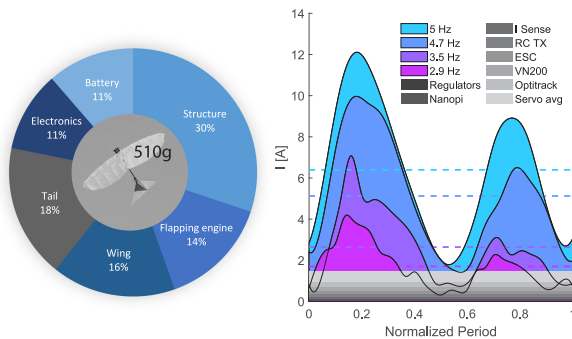 Battery
11%
Structure
30%
Electronics
11%
510g
Tail
18%
Flapping engine
14%
Wing
16%
14
12
10
8
6
4
2
0
I [A]
5 Hz
4.7 Hz
3.5 Hz
2.9 Hz
Regulators
Nanopi
I Sense
RC TX
ESC
VN200
Optitrack
Servo avg
0
0.2
0.4
0.6
0.8
1
Normalized Period